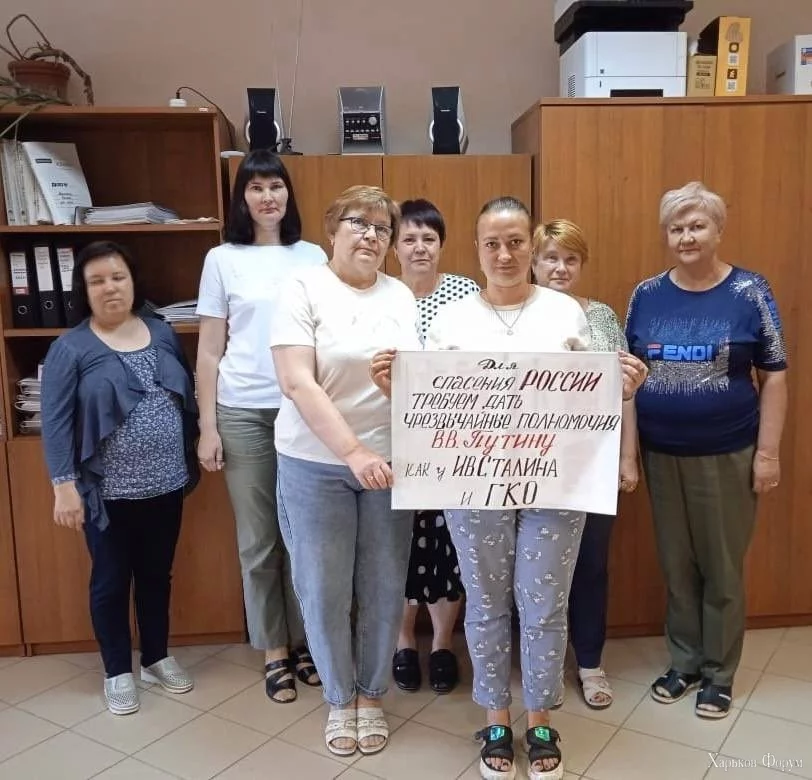 Для
спасения РОССИИ
ТРЕБУЕМ ДАТЬ
ЧРЕЗВЫЧАЙНЫЕ ПОЛНОМОЧИЯ
В.В. Путину
КАК у И В Сталина
и ГКО
FENDI
Харьков Форум